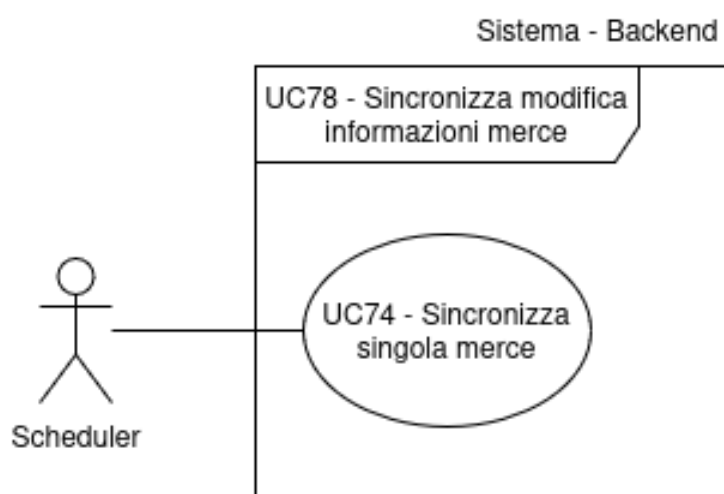 Sistema - Backend
UC78 - Sincronizza modifica
informazioni merce
UC74 - Sincronizza
singola merce
Scheduler